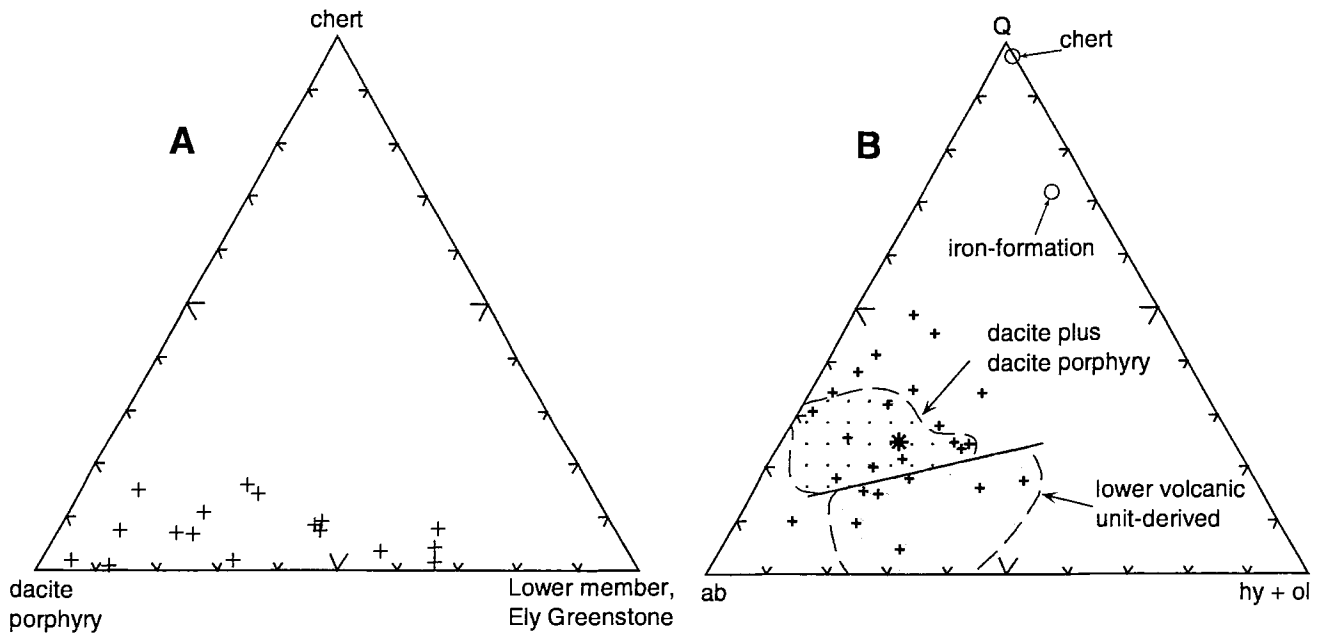 chert
A
dacite
porphyry
Lower member,
Ely Greenstone
Q
chert
B
iron-formation
dacite plus
dacite porphyry
lower volcanic
unit-derived
ab
hy + ol